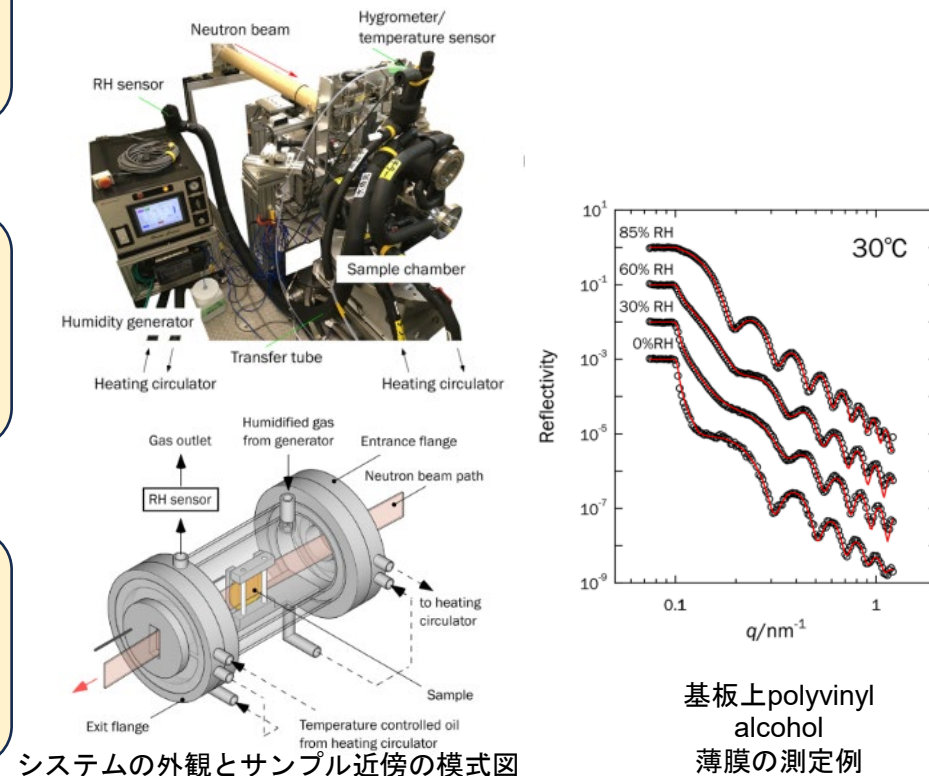 Neutron beam
Hygrometer/
temperature sensor
RH sensor
Sample chamber
Humidity generator
Transfer tube
Heating circulator
Heating circulator
Gas outlet
Humidified gas
from generator
Entrance flange
Neutron beam path
RH sensor
to heating
circulator
Sample
Exit flange
Temperature controlled oil
from heating circulator
システムの外観とサンプル近傍の模式図
10¹
10⁻¹
10⁻³
10⁻⁵
10⁻⁷
10⁻⁹
Reflectivity
85% RH
60% RH
30% RH
0%RH
30℃
0.1
1
q/nm⁻¹
基板上polyvinyl
alcohol
薄膜の測定例